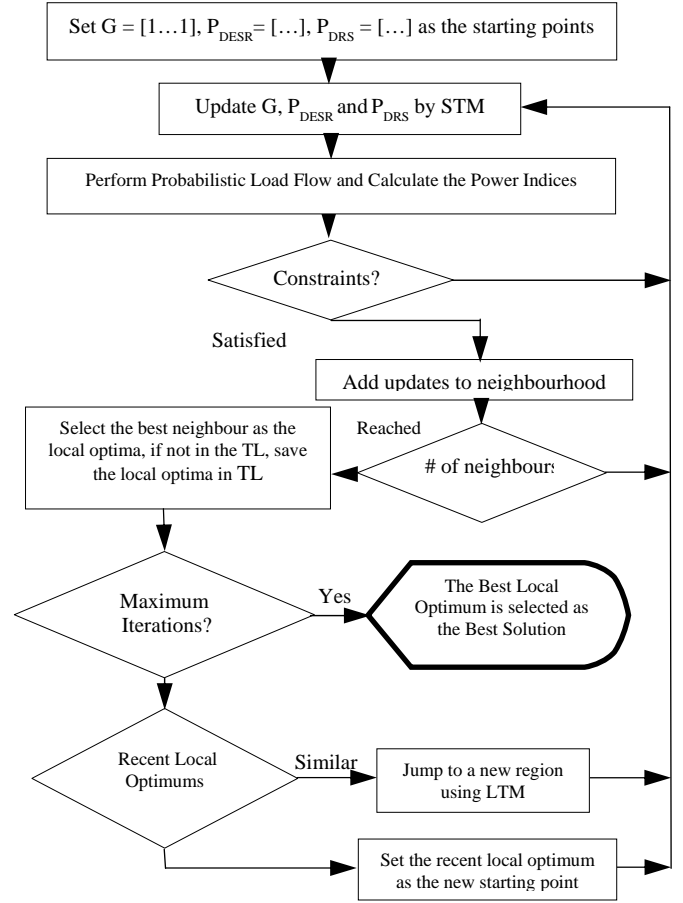 Set G = [1…1], P_DESR= […], P_DRS = […] as the starting points
Update G, P_DESR and P_DRS by STM
Perform Probabilistic Load Flow and Calculate the Power Indices
Constraints?
Satisfied
Add updates to neighbourhood
Reached
# of neighbours
Select the best neighbour as the
local optima, if not in the TL, save
the local optima in TL
Maximum
Iterations?
Yes
The Best Local
Optimum is selected as
the Best Solution
Recent Local
Optimums
Similar
Jump to a new region
using LTM
Set the recent local optimum
as the new starting point